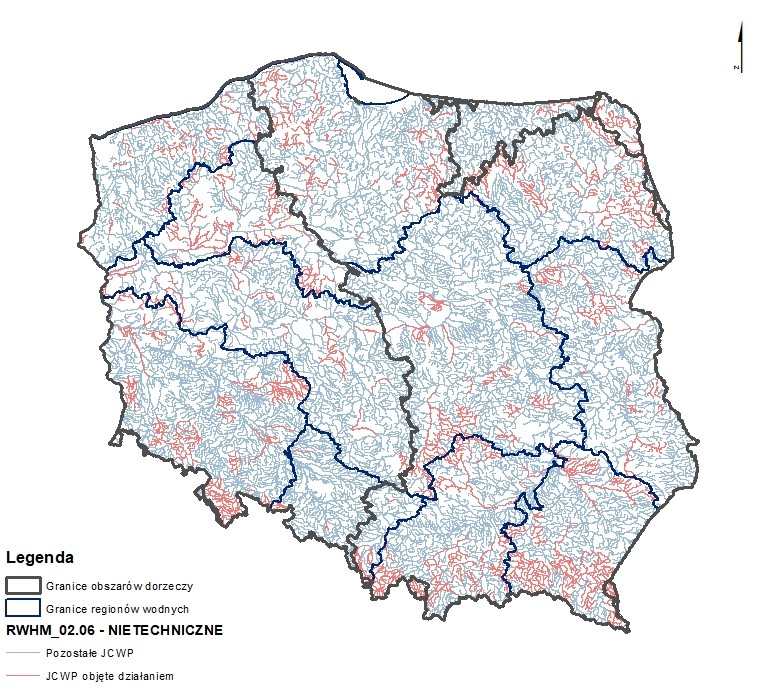 z
Legenda
Granice obszarów dorzeczy
Granice regionów wodnych
RWHM_02.06 - NIETECHNICZNE
Pozostałe JCWP
JCWP objęte działaniem